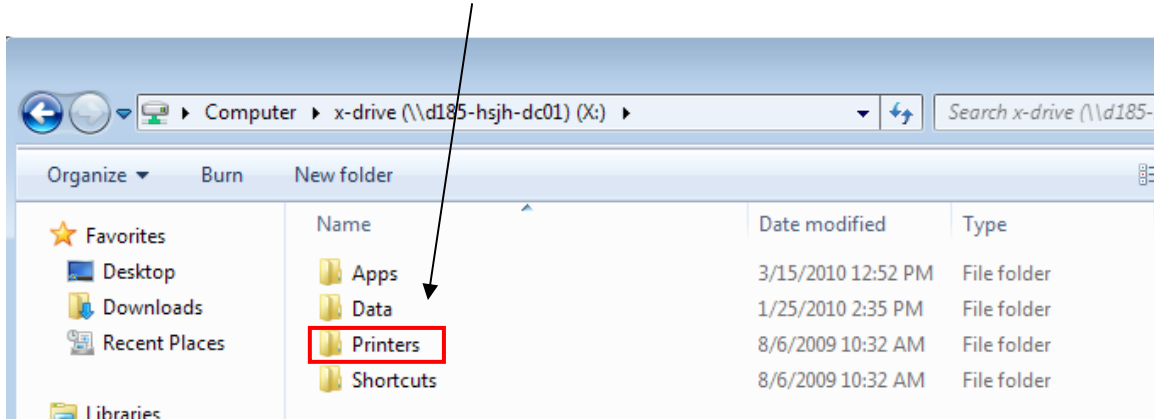 Computer x-drive (\\d185-hsjh-dc01) (X:) Search x-drive (\\d185-
Organize Burn New folder
Favorites Name Date modified Type
Desktop Apps 3/15/2010 12:52 PM File folder
Downloads Data 1/25/2010 2:35 PM File folder
Recent Places Printers 8/6/2009 10:32 AM File folder
Shortcuts 8/6/2009 10:32 AM File folder
Libraries